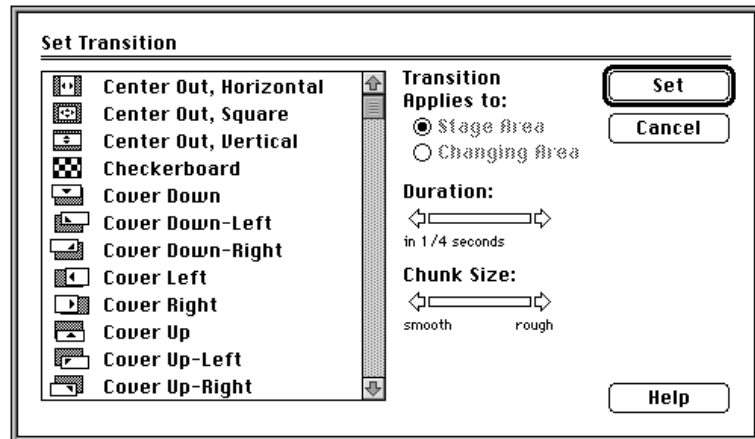 Set Transition
Center Out, Horizontal
Center Out, Square
Center Out, Vertical
Checkerboard
Cover Down
Cover Down-Left
Cover Down-Right
Cover Left
Cover Right
Cover Up
Cover Up-Left
Cover Up-Right
Transition
Applies to:
Stage Area
Changing Area
Duration:
in 1/4 seconds
Chunk Size:
smooth rough
Set
Cancel
Help